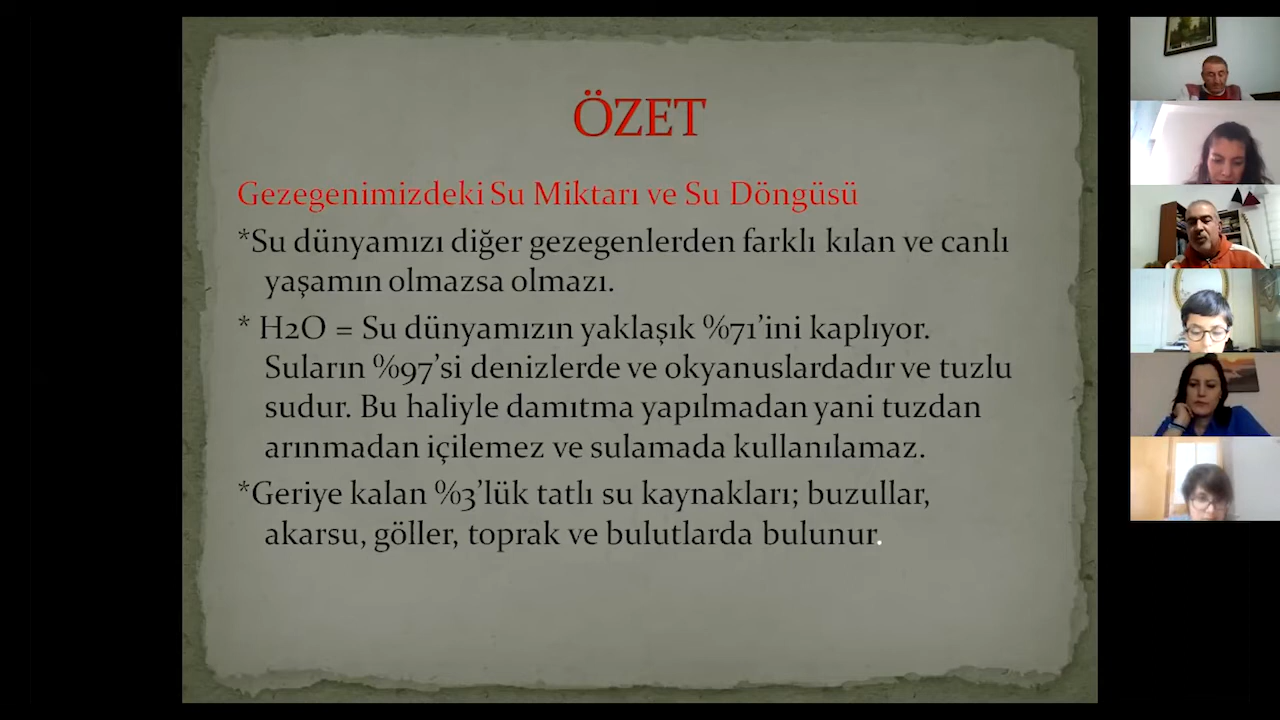 ÖZET
Gezegenimizdeki Su Miktarı ve Su Döngüsü
*Su dünyamızı diğer gezegenlerden farklı kılan ve canlı
yaşamın olmazsa olmazı.
* H2O = Su dünyamızın yaklaşık %71’ini kaplıyor.
Suların %97’si denizlerde ve okyanuslardadır ve tuzlu
sudur. Bu haliyle damıtma yapılmadan yani tuzdan
arınmadan içilemez ve sulamada kullanılamaz.
*Geriye kalan %3’lük tatlı su kaynakları; buzullar,
akarsu, göller, toprak ve bulutlarda bulunur.